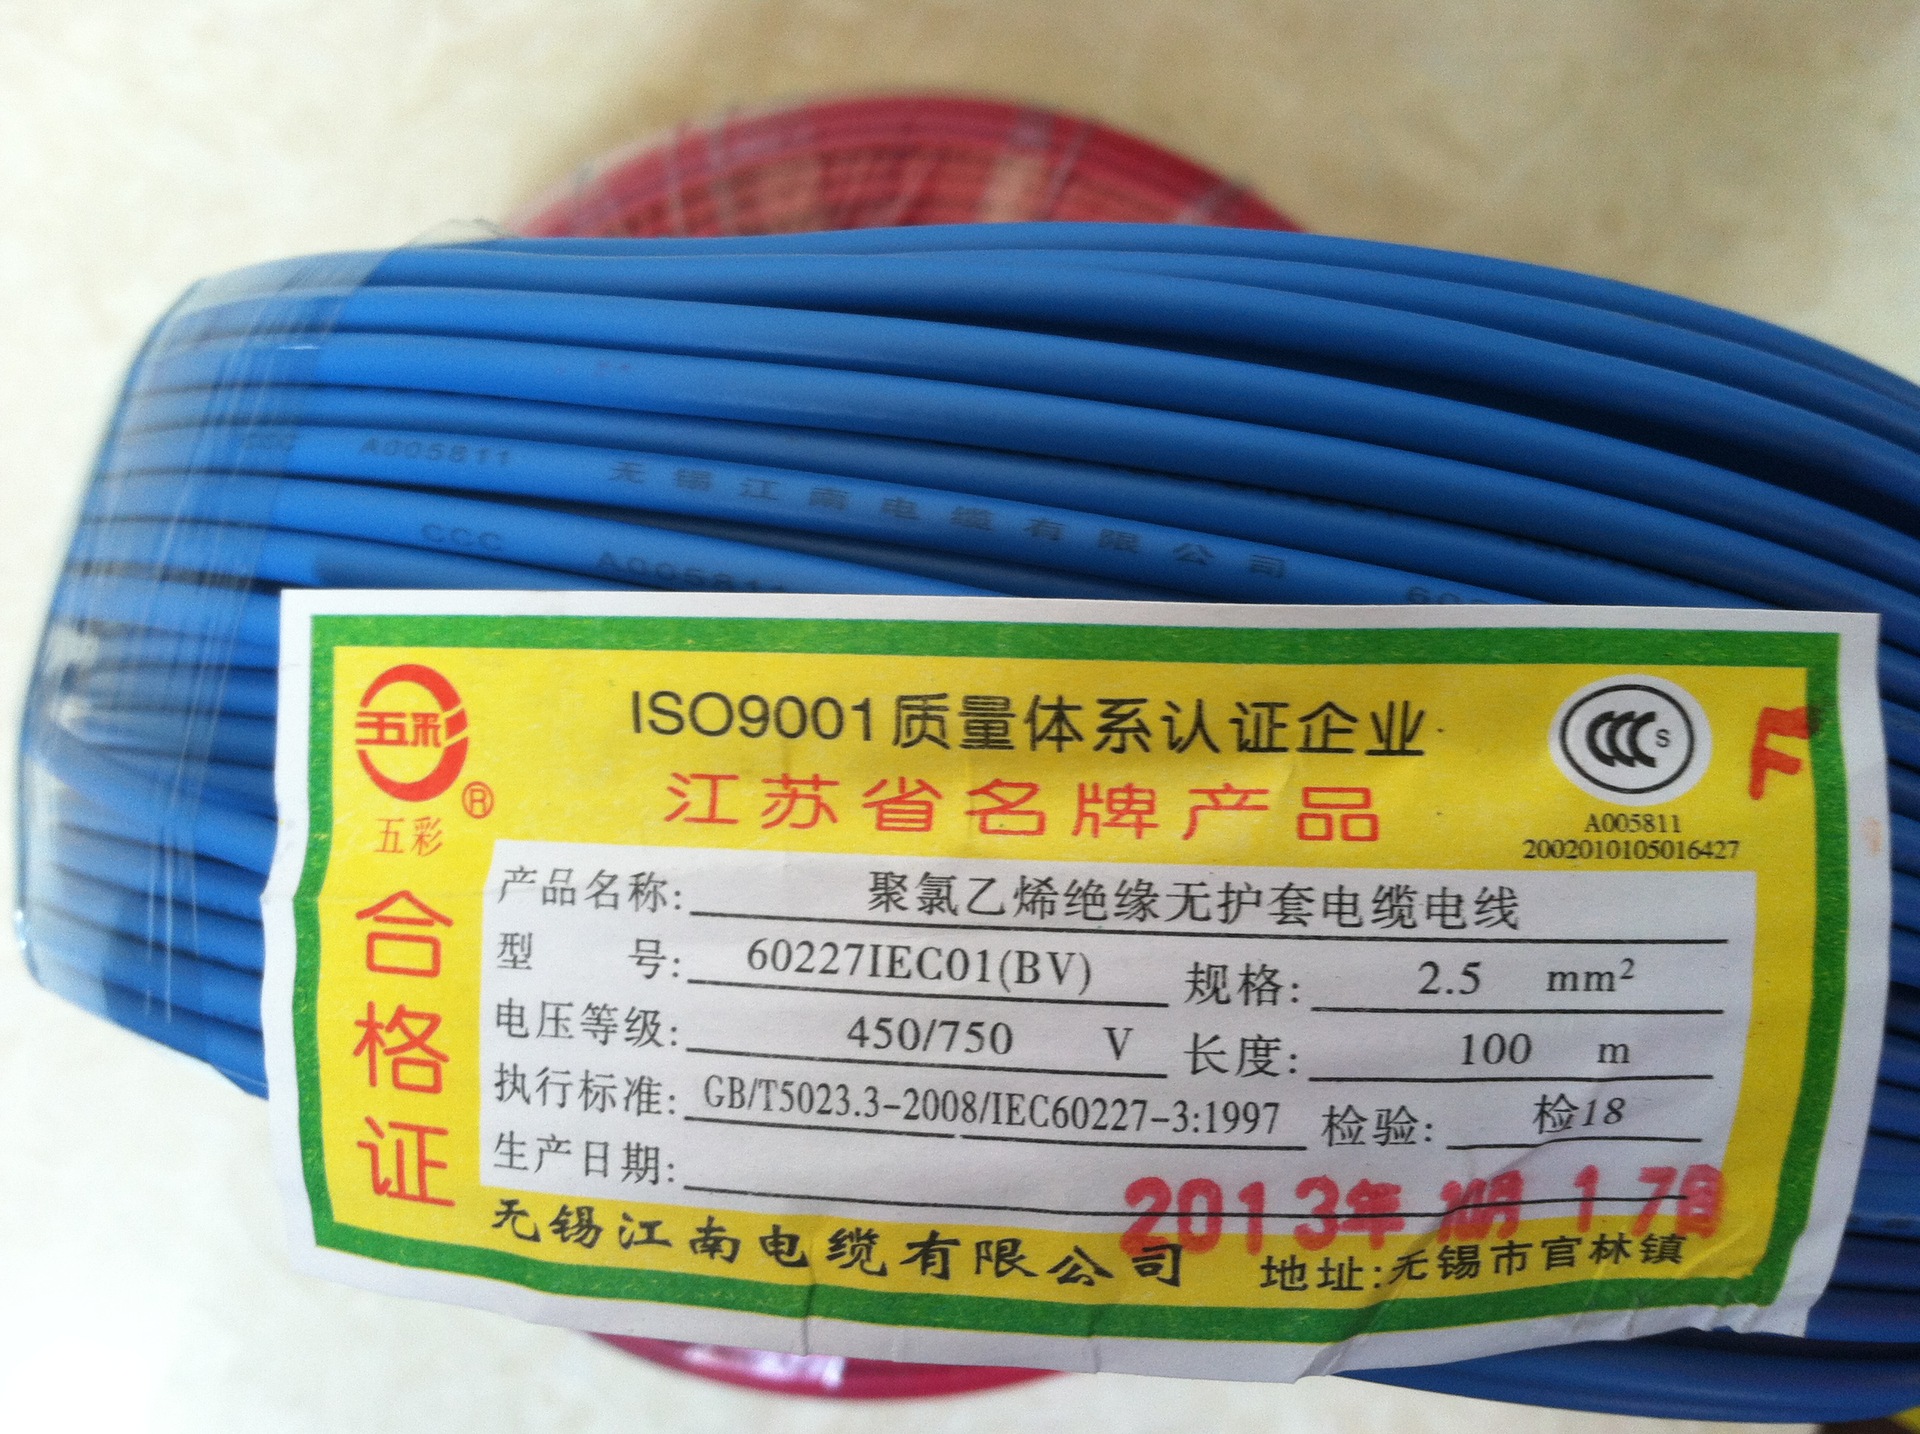 CCC A005811 无锡江南电缆有限公司
CCC A005811
五彩
®
五彩
合格证
ISO9001质量体系认证企业
江苏省名牌产品
S
A005811
2002010105016427
产品名称: 聚氯乙烯绝缘无护套电缆电线
型 号: 60227IEC01(BV) 规格: 2.5 mm²
电压等级: 450/750 V 长度: 100 m
执行标准: GB/T5023.3-2008/IEC60227-3:1997 检验: 检18
生产日期: 2013年10月17日
无锡江南电缆有限公司 地址:无锡市官林镇